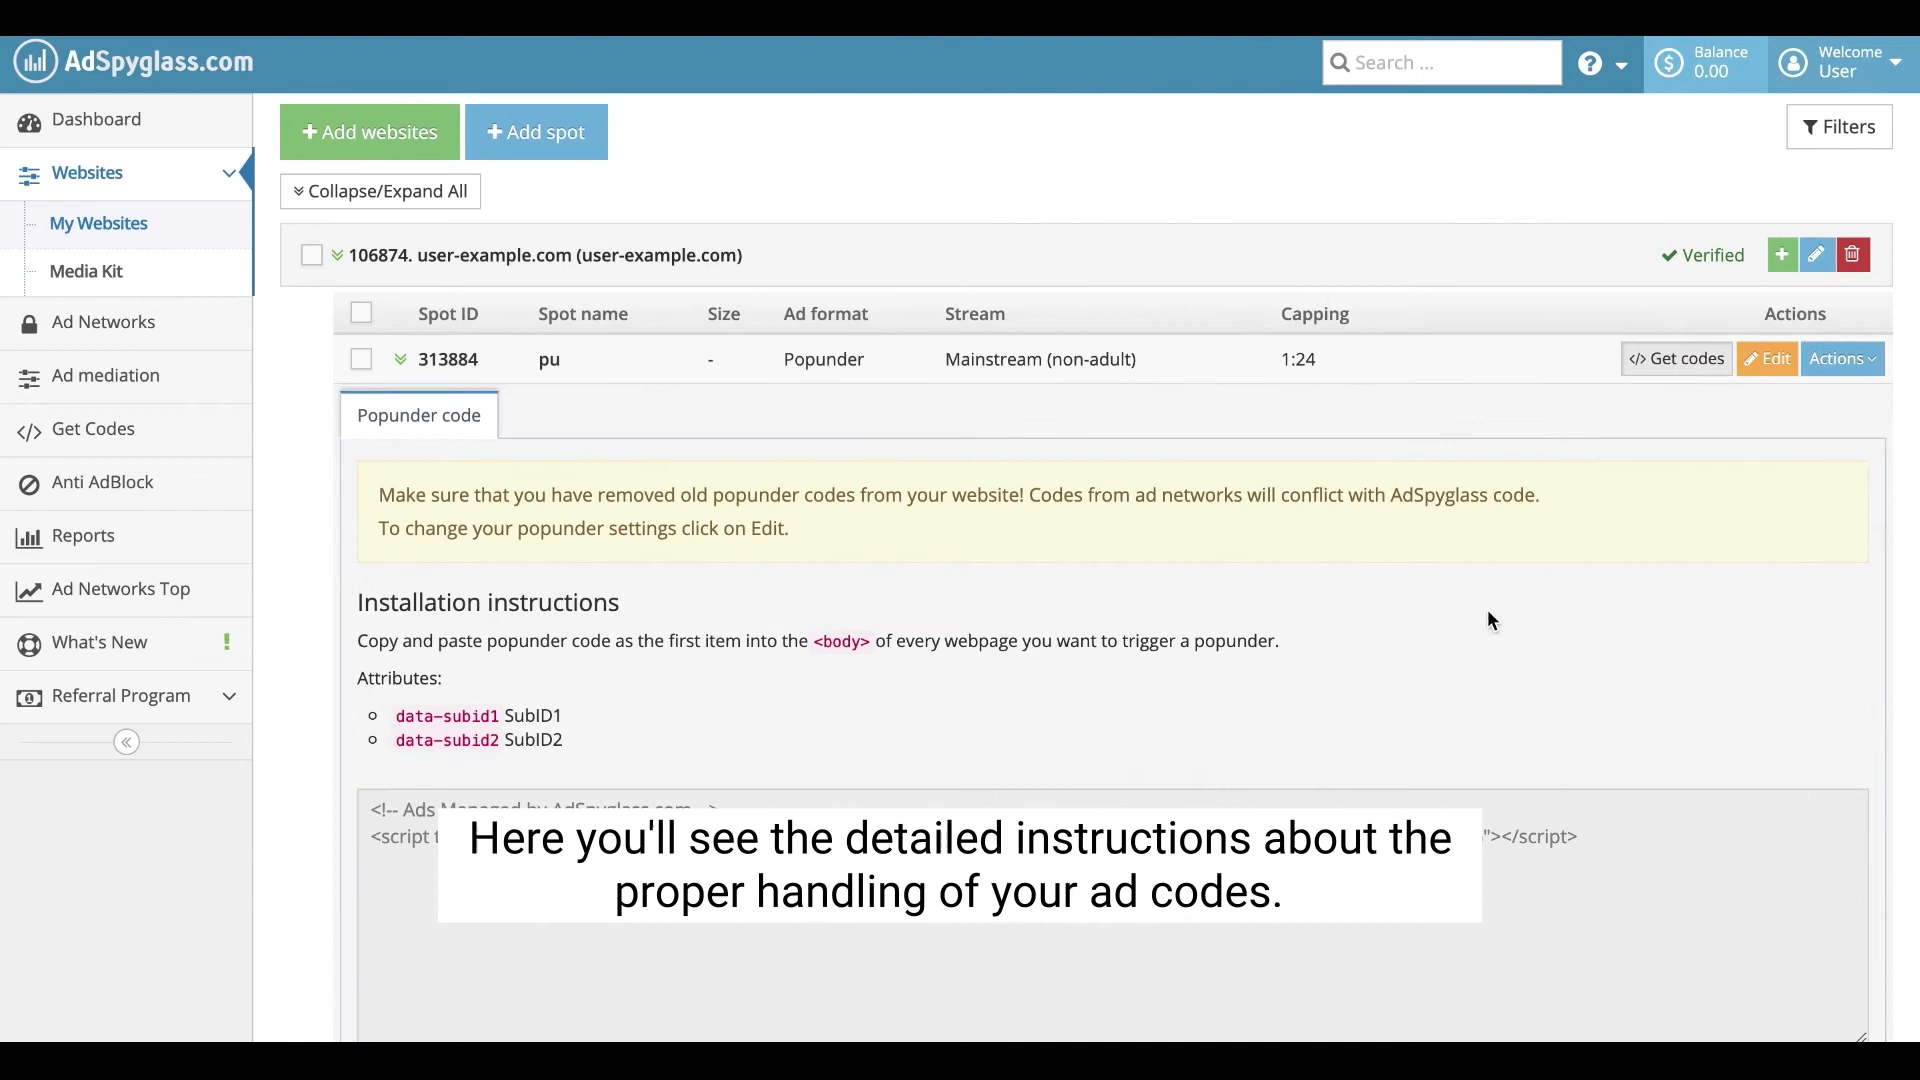 AdSpyglass.com
Search ...
Balance
0.00
Welcome
User
Dashboard
Websites
My Websites
Media Kit
Ad Networks
Ad mediation
Get Codes
Anti AdBlock
Reports
Ad Networks Top
What's New
Referral Program
Add websites
Add spot
Filters
Collapse/Expand All
106874. user-example.com (user-example.com)
Verified
Spot ID Spot name Size Ad format Stream Capping Actions
313884 pu - Popunder Mainstream (non-adult) 1:24 </> Get codes Edit Actions
Popunder code
Make sure that you have removed old popunder codes from your website! Codes from ad networks will conflict with AdSpyglass code.
To change your popunder settings click on Edit.
Installation instructions
Copy and paste popunder code as the first item into the <body> of every webpage you want to trigger a popunder.
Attributes:
data-subid1 SubID1
data-subid2 SubID2
<!-- Ads Managed by AdSpyglass.com -->
<script "></script>
Here you'll see the detailed instructions about the
proper handling of your ad codes.